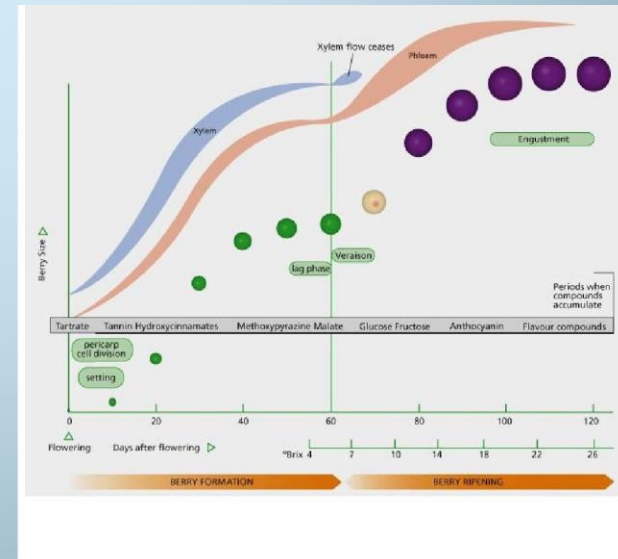 Xylem flow ceases
Phloem
Xylem
Engustment
Veraison
lag phase
Berry Size
Periods when
compounds
accumulate
Tartrate Tannin Hydroxycinnamates Methoxypyrazine Malate Glucose Fructose Anthocyanin Flavour compounds
pericarp
cell division
setting
0 20 40 60 80 100 120
Flowering Days after flowering
°Brix 4 7 10 14 18 22 26
BERRY FORMATION BERRY RIPENING